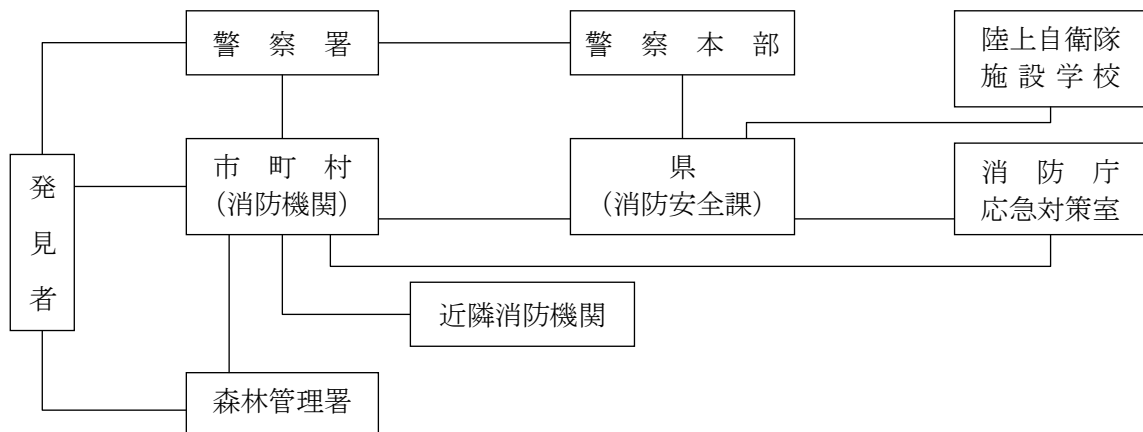 警察署
警察本部
陸上自衛隊
施設学校
発見者
市町村
(消防機関)
県
(消防安全課)
消防庁
応急対策室
近隣消防機関
森林管理署